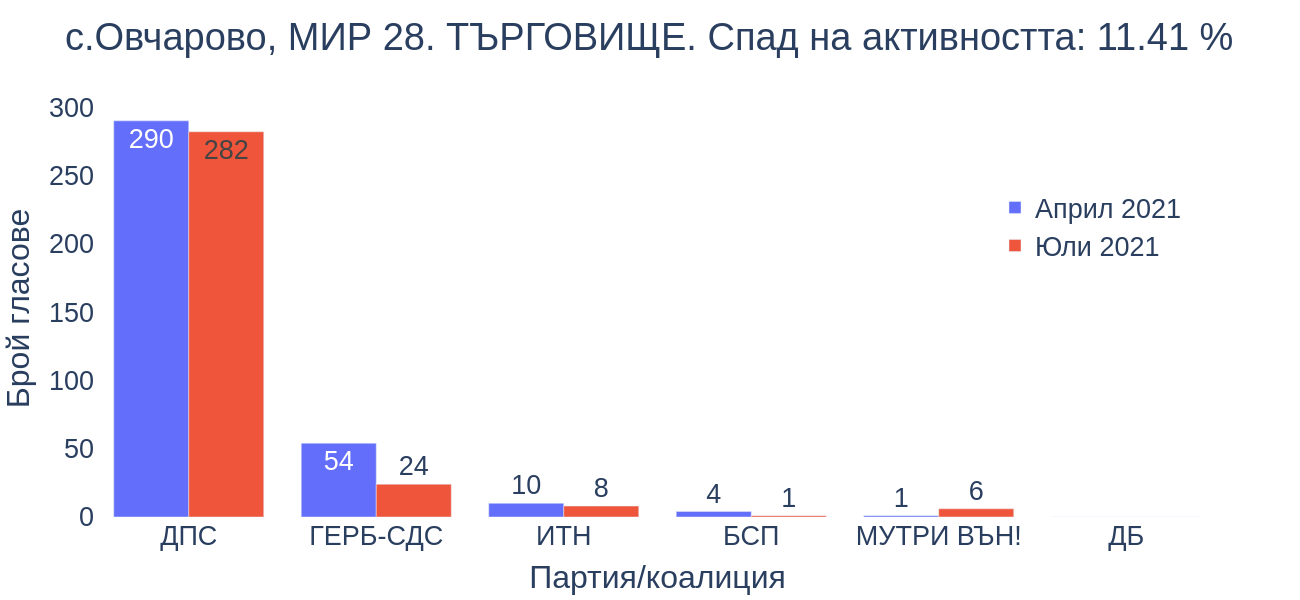 с.Овчарово, МИР 28. ТЪРГОВИЩЕ. Спад на активността: 11.41 %
Брой гласове
300
250
200
150
100
50
0
290
282
54
24
10
8
4
1
1
6
Април 2021
Юли 2021
ДПС
ГЕРБ-СДС
ИТН
БСП
МУТРИ ВЪН!
ДБ
Партия/коалиция